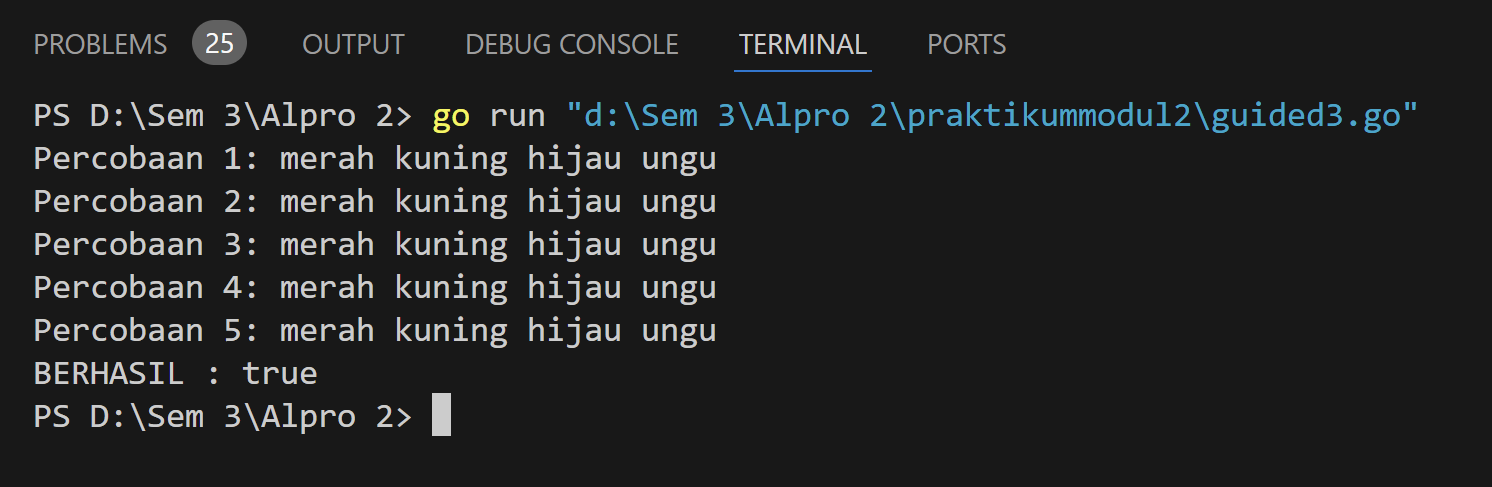 PROBLEMS 25 OUTPUT DEBUG CONSOLE TERMINAL PORTS
PS D:\Sem 3\Alpro 2> go run "d:\Sem 3\Alpro 2\praktikummodul2\guided3.go"
Percobaan 1: merah kuning hijau ungu
Percobaan 2: merah kuning hijau ungu
Percobaan 3: merah kuning hijau ungu
Percobaan 4: merah kuning hijau ungu
Percobaan 5: merah kuning hijau ungu
BERHASIL : true
PS D:\Sem 3\Alpro 2>